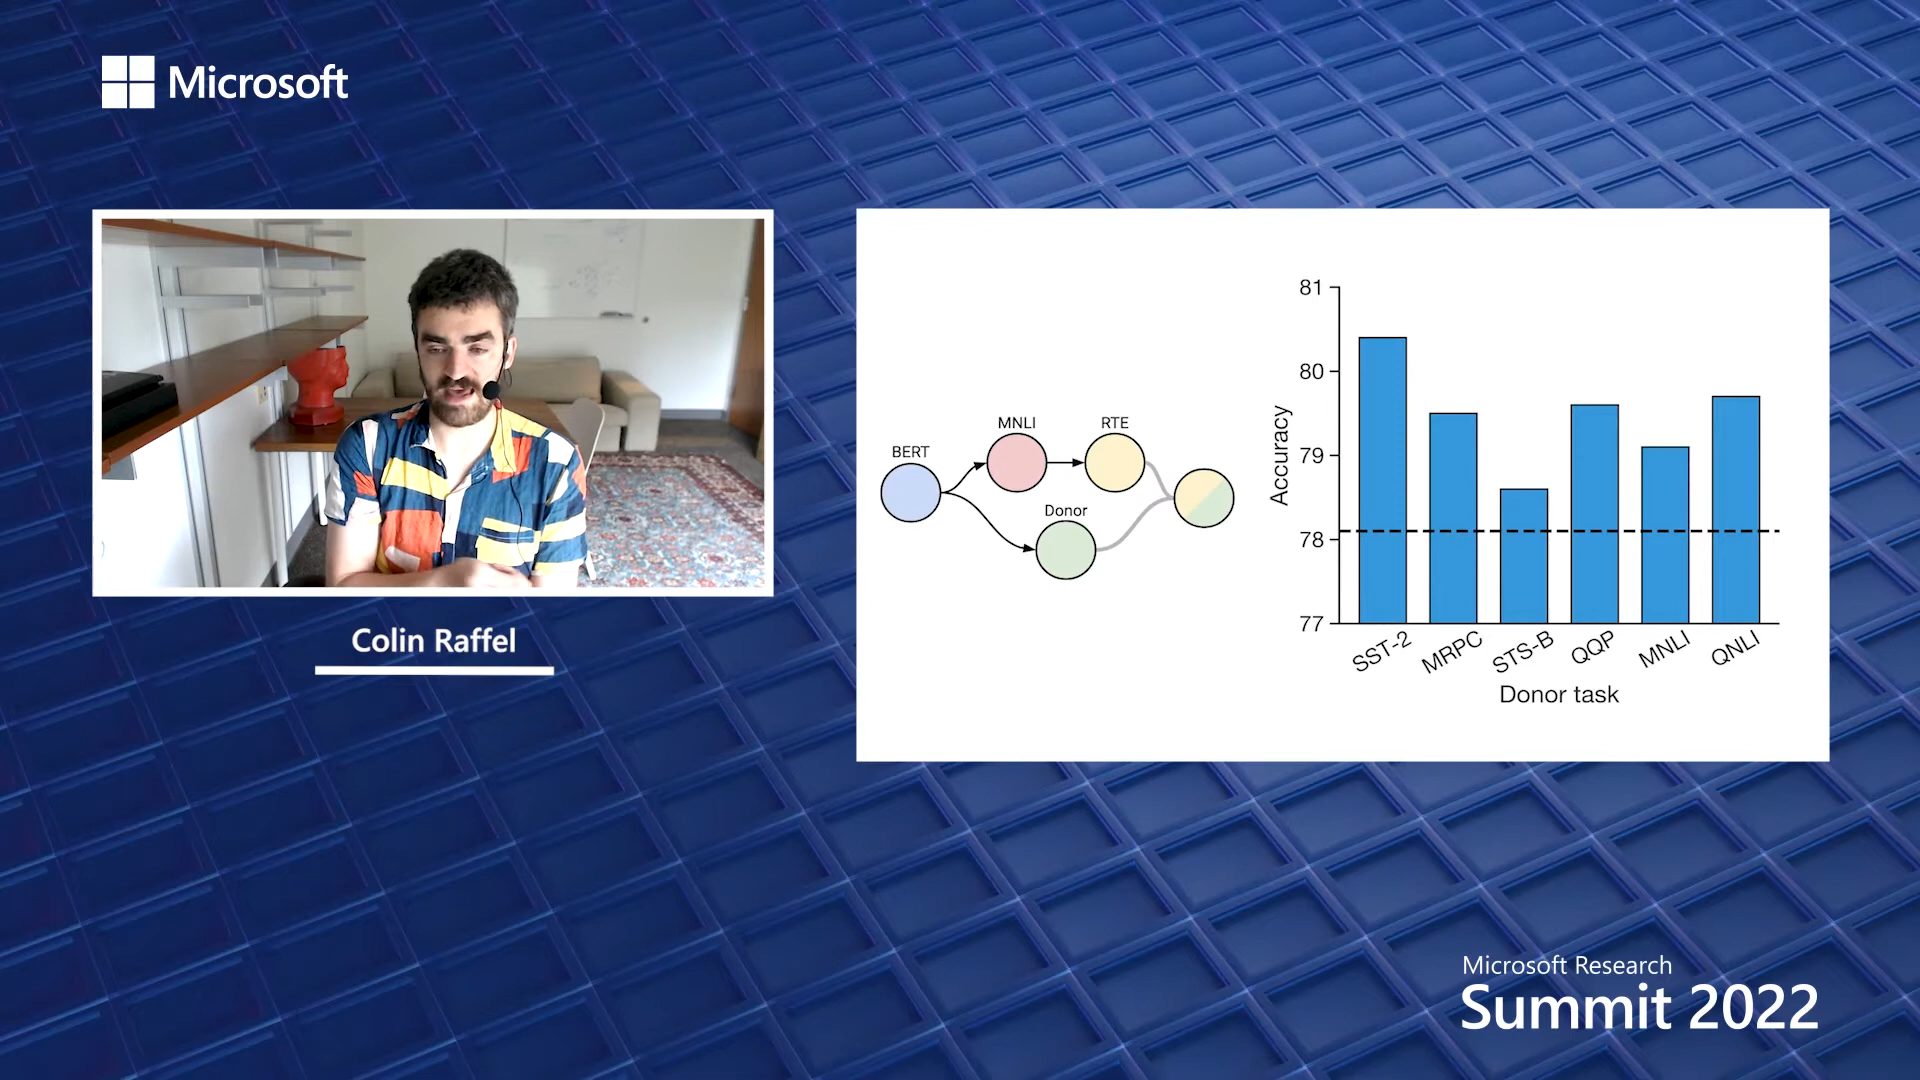 Microsoft
Colin Raffel
BERT
MNLI
RTE
Donor
Accuracy
81
80
79
78
77
SST-2
MRPC
STS-B
QQP
MNLI
QNLI
Donor task
Microsoft Research
Summit 2022